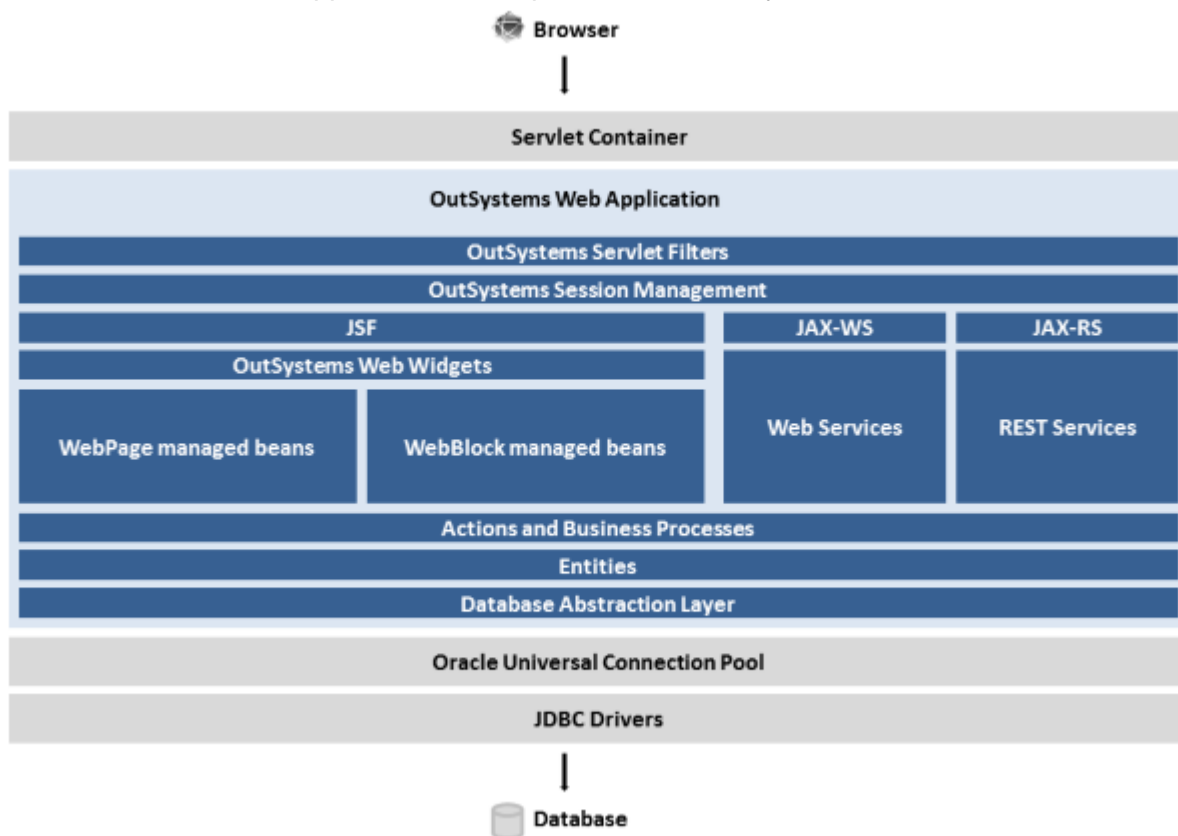 Browser
Servlet Container
OutSystems Web Application
OutSystems Servlet Filters
OutSystems Session Management
JSF
JAX-WS
JAX-RS
OutSystems Web Widgets
WebPage managed beans
WebBlock managed beans
Web Services
REST Services
Actions and Business Processes
Entities
Database Abstraction Layer
Oracle Universal Connection Pool
JDBC Drivers
Database